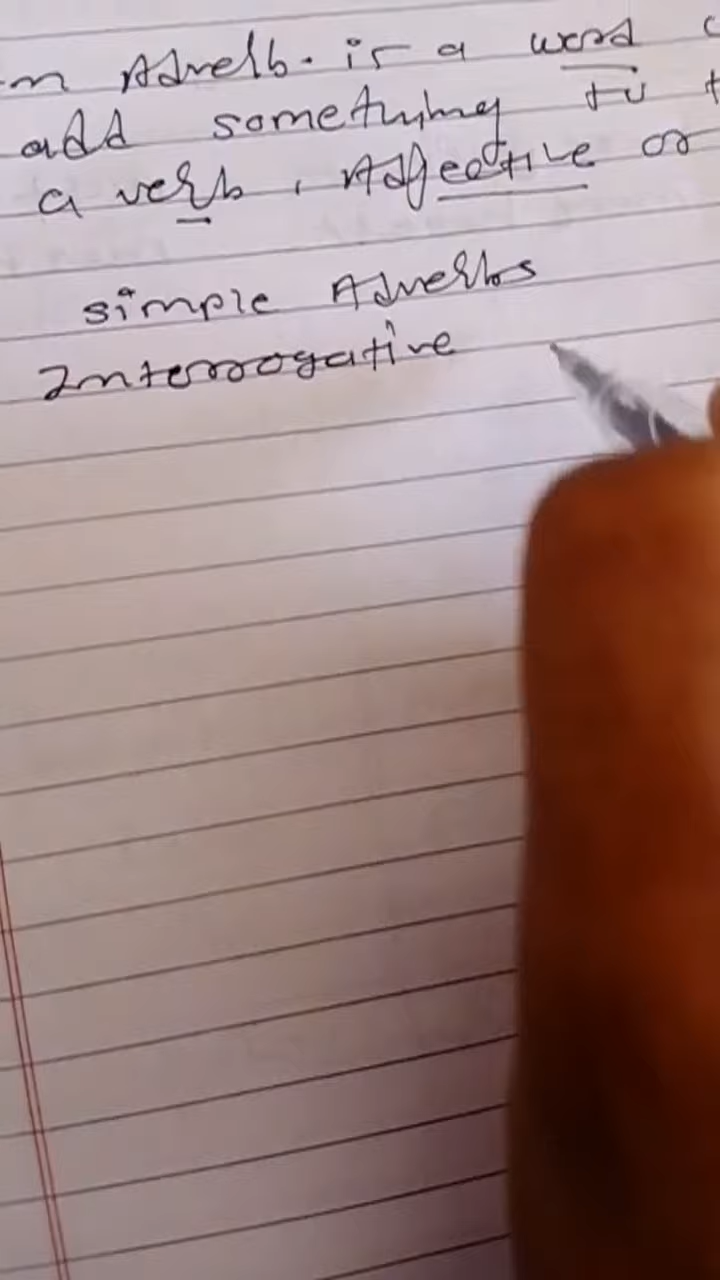 n Adverb. is a word
add something to t
a verb, Adjective or
simple Adverbs
Interrogative